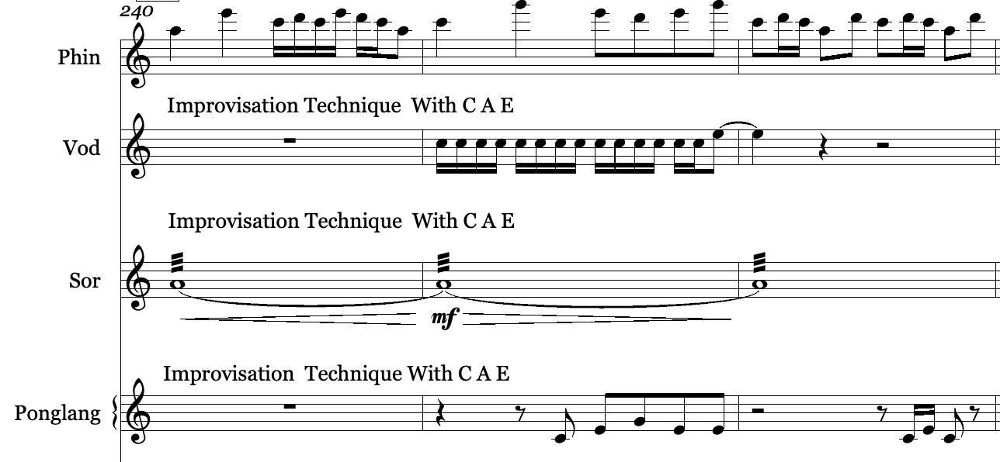 240
Phin
Improvisation Technique  With C A E
Vod
Improvisation Technique  With C A E
Sor
mf
Improvisation  Technique With C A E
Ponglang